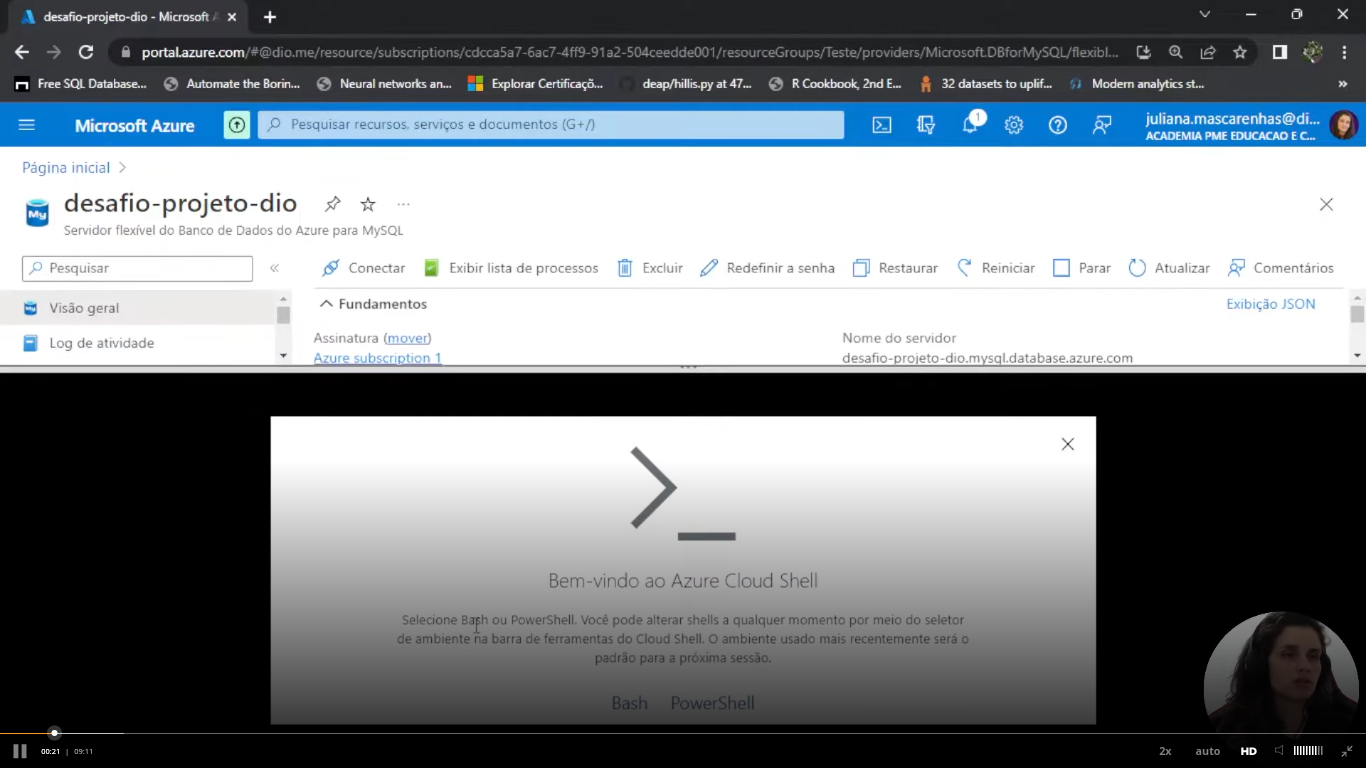 desafio-projeto-dio - Microsoft A
portal.azure.com/#@dio.me/resource/subscriptions/cdcca5a7-6ac7-4ff9-91a2-504ceedde001/resourceGroups/Teste/providers/Microsoft.DBforMySQL/flexibl...
Free SQL Database... Automate the Borin... Neural networks an... Explorar Certificaçõ... deap/hillis.py at 47... R Cookbook, 2nd E... 32 datasets to uplif... Modern analytics st... »
Microsoft Azure Pesquisar recursos, serviços e documentos (G+/) 1 juliana.mascarenhas@di...
ACADEMIA PME EDUCACAO E C...
Página inicial >
desafio-projeto-dio ...
Servidor flexível do Banco de Dados do Azure para MySQL
Pesquisar « Conectar Exibir lista de processos Excluir Redefinir a senha Restaurar Reiniciar Parar Atualizar Comentários
Visão geral
Log de atividade
Fundamentos Exibição JSON
Assinatura (mover) Nome do servidor
Azure subscription 1 desafio-projeto-dio.mysql.database.azure.com
My
>_
Bem-vindo ao Azure Cloud Shell
Selecione Bash ou PowerShell. Você pode alterar shells a qualquer momento por meio do seletor
de ambiente na barra de ferramentas do Cloud Shell. O ambiente usado mais recentemente será o
padrão para a próxima sessão.
Bash PowerShell
00:21 | 09:11 2x auto HD